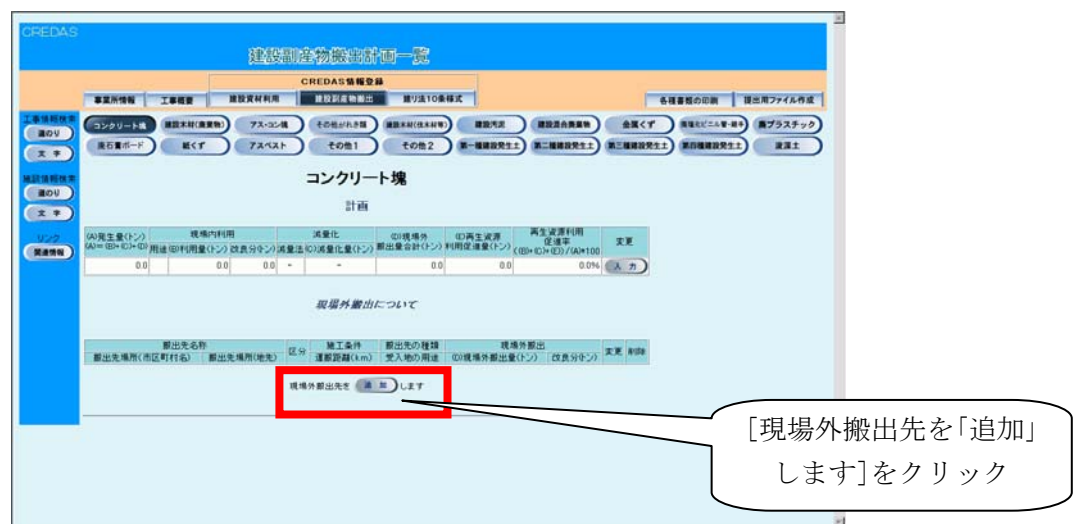 CREDAS
建設副産物搬出計画一覧
CREDAS情報登録
事業所情報 工事概要 建設資材利用 建設副産物搬出 建リ法10条様式 各種書類の印刷 提出用ファイル作成
工事情報検索
道のり
文 字
施設情報検索
道のり
文 字
リンク
関連情報
コンクリート塊 建設木材(廃棄物) アス・コン塊 その他がれき類 建設木材(伐木材等) 建設汚泥 建設混合廃棄物 金属くず 廃塩化ビニル管・継手 廃プラスチック
廃石膏ボード 紙くず アスベスト その他1 その他2 第一種建設発生土 第二種建設発生土 第三種建設発生土 第四種建設発生土 浚渫土
コンクリート塊
計画
(A)発生量(トン) 現場内利用 減量化 (D)現場外 (E)再生資源 再生資源利用 変更
(A)=(B)+(C)+(D) 用途 (B)利用量(トン) 改良分(トン) 減量法 (C)減量化量(トン) 搬出量合計(トン) 利用促進量(トン) 促進率
((B)+(C)+(E))/(A)*100
0.0 0.0 0.0 - - 0.0 0.0 0.0% 入 力
現場外搬出について
搬出先名称 区分 施工条件 搬出先の種類 現場外搬出 変更 削除
搬出先場所(市区町村名) 搬出先場所(地先) 運搬距離(km) 受入地の用途 (D)現場外搬出量(トン) 改良分(トン)
現場外搬出先を 追 加 します
[現場外搬出先を「追加」
します]をクリック